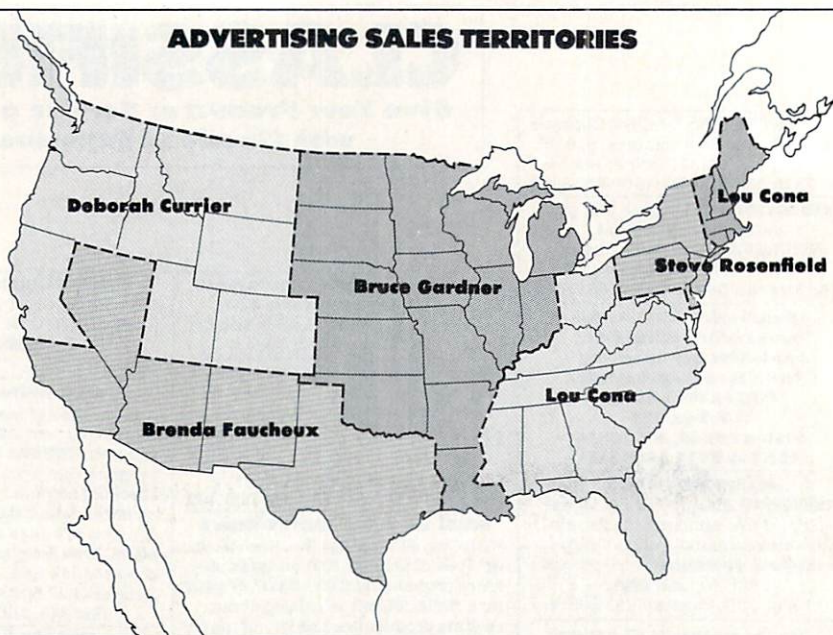 ADVERTISING SALES TERRITORIES
Deborah Currier
Lou Cona
Steve Rosenfield
Bruce Gardner
Lou Cona
Brenda Faucheux